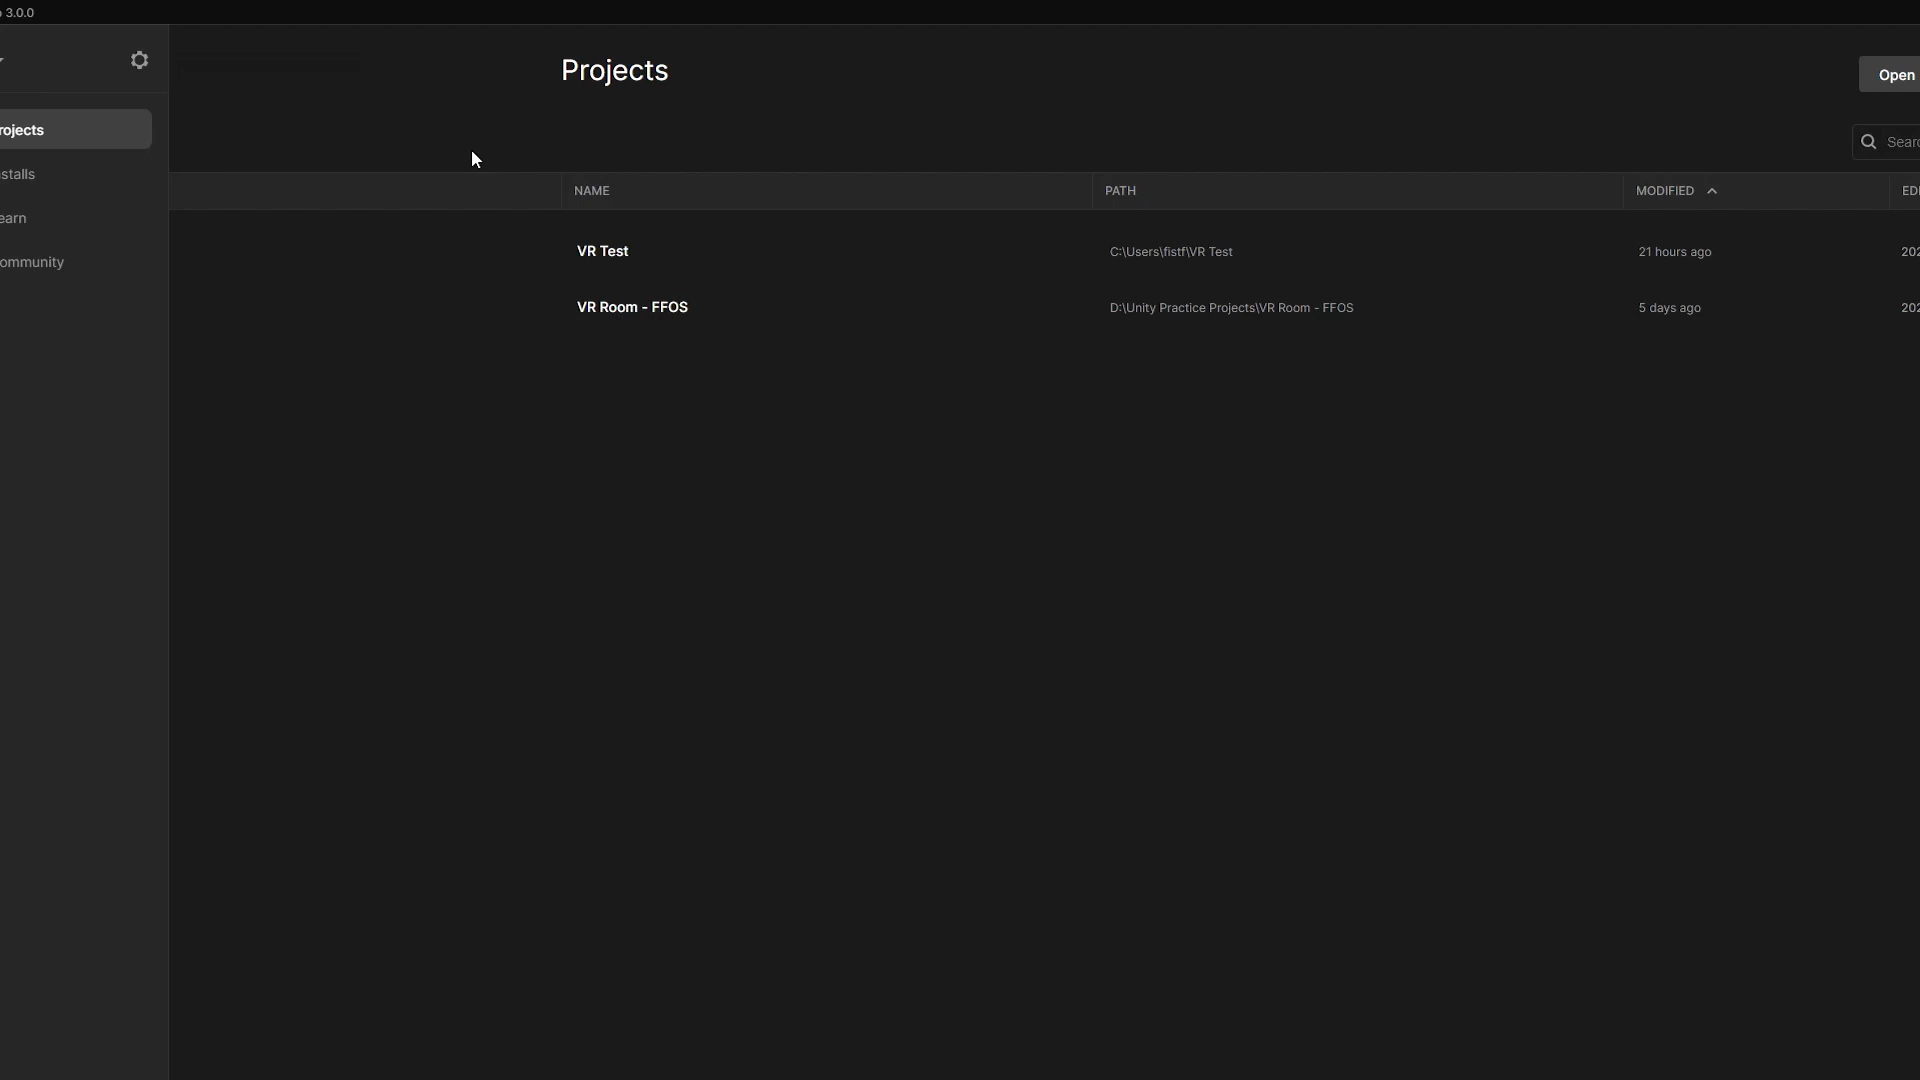 3.0.0
Projects
Open
rojects
Sear
stalls
NAME
PATH
MODIFIED
EDI
earn
VR Test
C:\Users\fistf\VR Test
21 hours ago
202
ommunity
VR Room - FFOS
D:\Unity Practice Projects\VR Room - FFOS
5 days ago
202